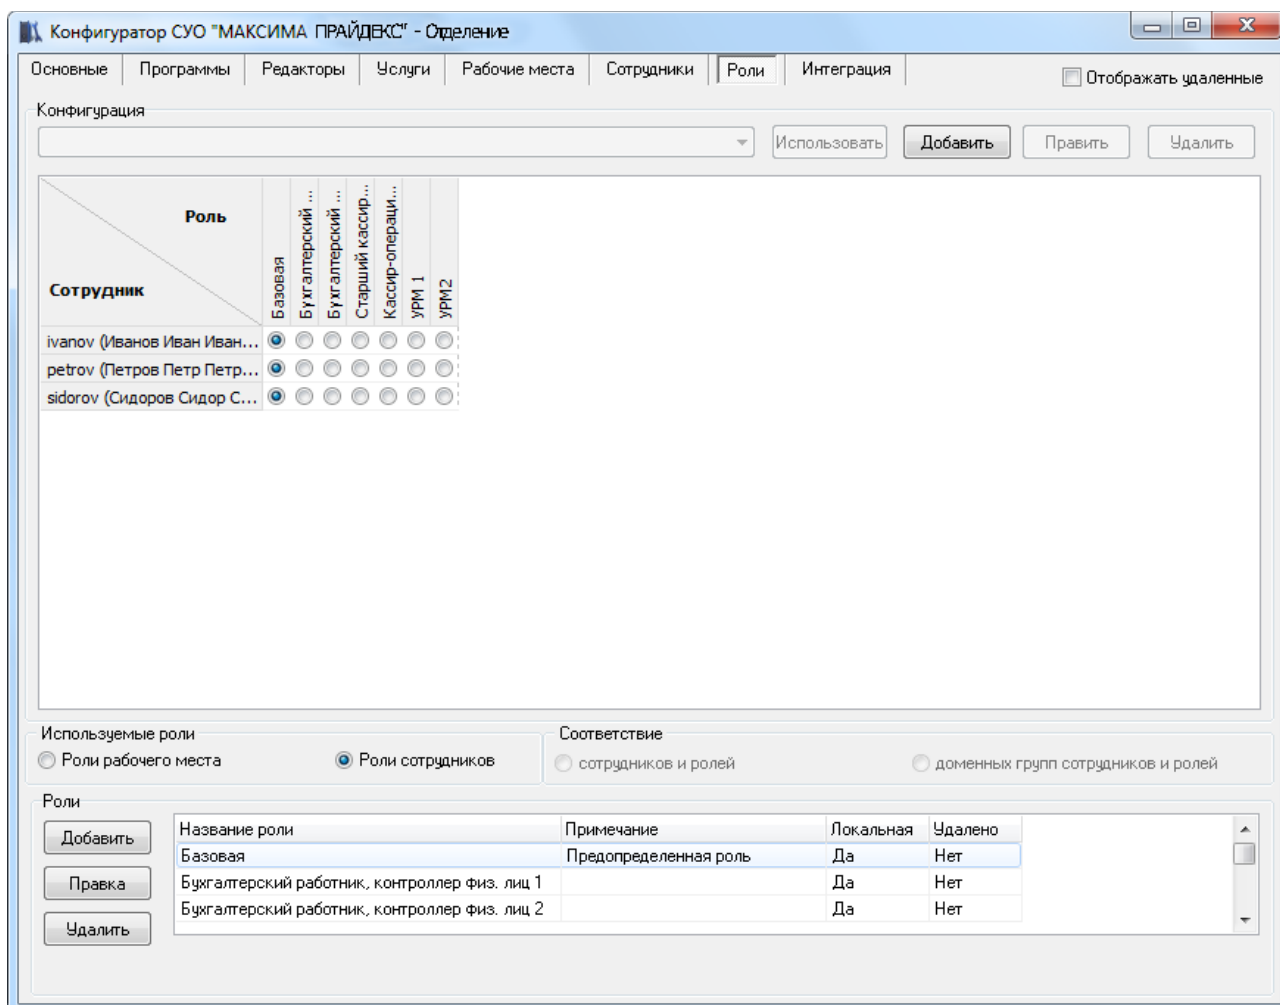 Конфигуратор СУО "МАКСИМА ПРАЙДЕКС" - Отделение
Основные Программы Редакторы Услуги Рабочие места Сотрудники Роли Интеграция Отображать удаленные
Конфигурация
Использовать Добавить Править Удалить
Роль
Сотрудник
Базовая
Бухгалтерский ...
Бухгалтерский ...
Старший кассир...
Кассир-операци...
УРМ 1
УРМ2
ivanov (Иванов Иван Иван...
petrov (Петров Петр Петр...
sidorov (Сидоров Сидор С...
Используемые роли Соответствие
Роли рабочего места Роли сотрудников сотрудников и ролей доменных групп сотрудников и ролей
Роли
Добавить
Правка
Удалить
Название роли Примечание Локальная Удалено
Базовая Предопределенная роль Да Нет
Бухгалтерский работник, контроллер физ. лиц 1 Да Нет
Бухгалтерский работник, контроллер физ. лиц 2 Да Нет